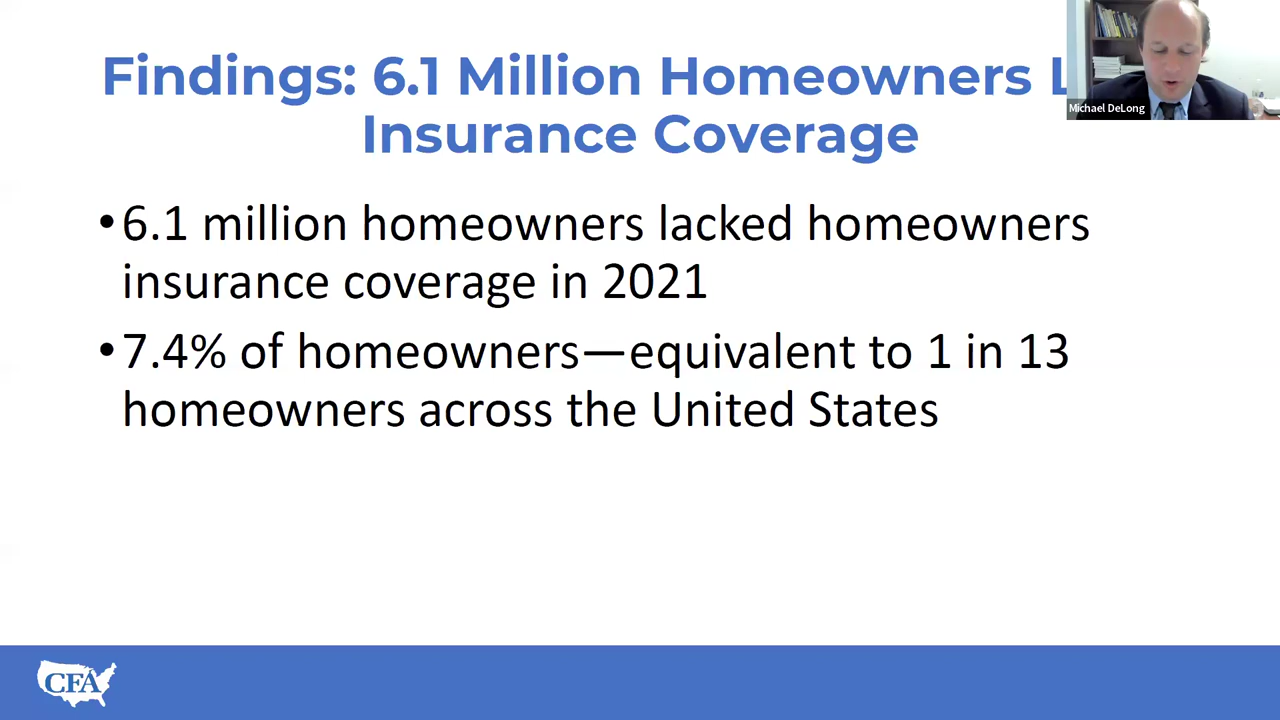 Findings: 6.1 Million Homeowners L
Insurance Coverage
Michael DeLong
•6.1 million homeowners lacked homeowners
insurance coverage in 2021
•7.4% of homeowners—equivalent to 1 in 13
homeowners across the United States
CFA